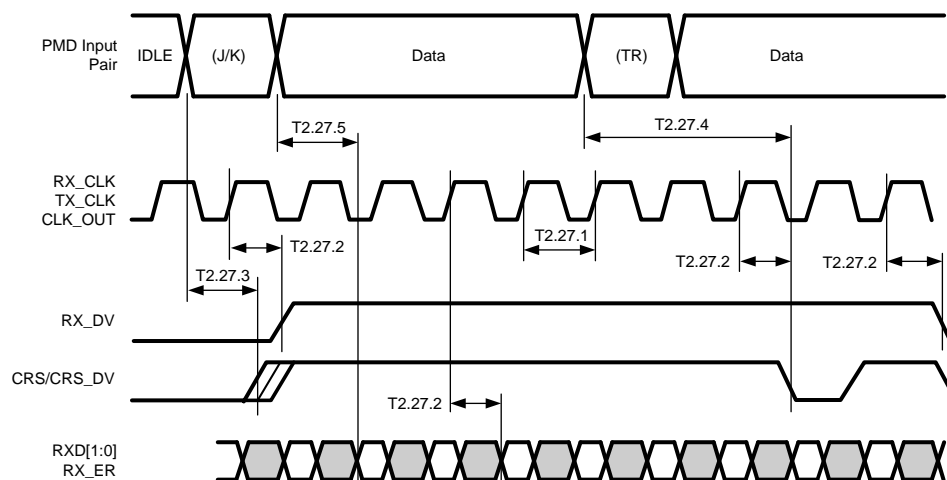 PMD Input
Pair
IDLE
(J/K)
Data
(TR)
Data
T2.27.5
T2.27.4
RX_CLK
TX_CLK
CLK_OUT
T2.27.2
T2.27.1
T2.27.2
T2.27.2
T2.27.3
RX_DV
CRS/CRS_DV
T2.27.2
RXD[1:0]
RX_ER